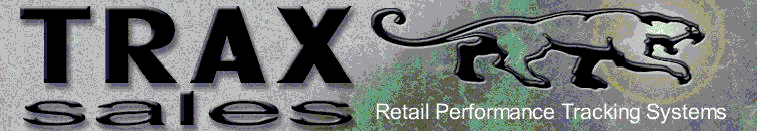 TRAX
sales
Retail Performance Tracking Systems